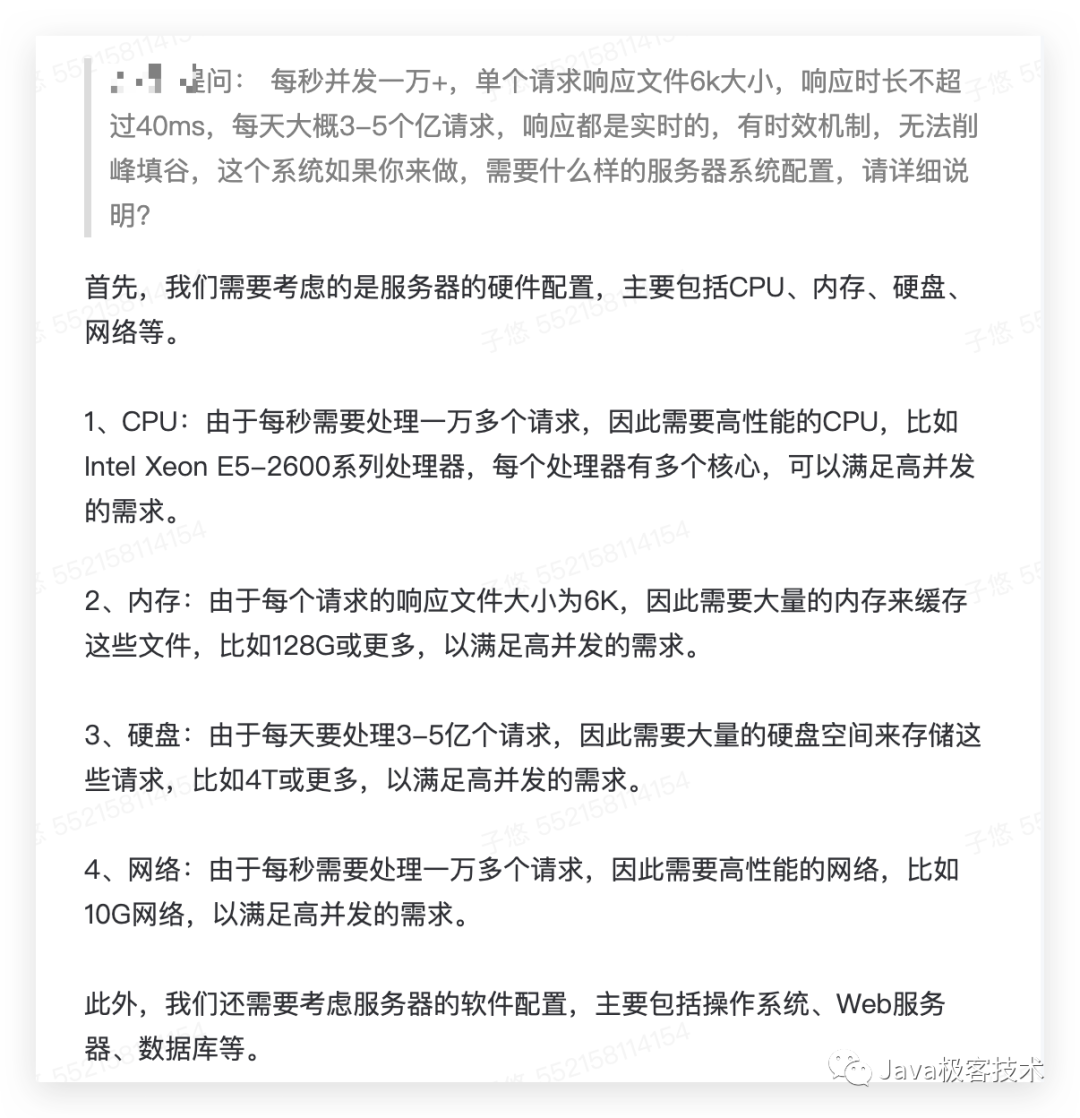 提问： 每秒并发一万+，单个请求响应文件6k大小，响应时长不超
过40ms，每天大概3-5个亿请求，响应都是实时的，有时效机制，无法削
峰填谷，这个系统如果你来做，需要什么样的服务器系统配置，请详细说
明?
首先，我们需要考虑的是服务器的硬件配置，主要包括CPU、内存、硬盘、
网络等。
1、CPU：由于每秒需要处理一万多个请求，因此需要高性能的CPU，比如
Intel Xeon E5-2600系列处理器，每个处理器有多个核心，可以满足高并发
的需求。
2、内存：由于每个请求的响应文件大小为6K，因此需要大量的内存来缓存
这些文件，比如128G或更多，以满足高并发的需求。
3、硬盘：由于每天要处理3-5亿个请求，因此需要大量的硬盘空间来存储这
些请求，比如4T或更多，以满足高并发的需求。
4、网络：由于每秒需要处理一万多个请求，因此需要高性能的网络，比如
10G网络，以满足高并发的需求。
此外，我们还需要考虑服务器的软件配置，主要包括操作系统、Web服务
器、数据库等。
子悠 552158114154
Java极客技术